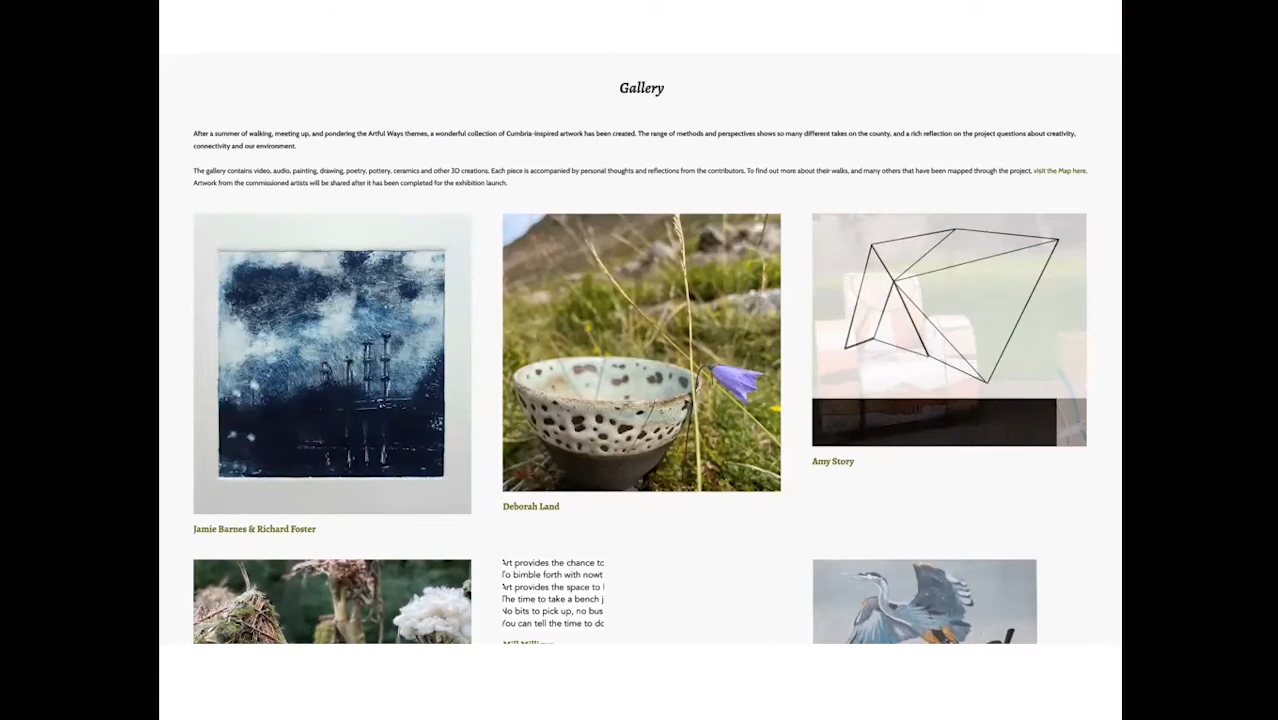 Gallery
After a summer of walking, meeting up, and pondering the Artful Ways themes, a wonderful collection of Cumbria-inspired artwork has been created. The range of methods and perspectives shows so many different takes on the county, and a rich reflection on the project questions about creativity,
connectivity and our environment.
The gallery contains video, audio, painting, drawing, poetry, pottery, ceramics and other 3D creations. Each piece is accompanied by personal thoughts and reflections from the contributors. To find out more about their walks, and many others that have been mapped through the project, visit the Map here.
Artwork from the commissioned artists will be shared after it has been completed for the exhibition launch.
Amy Story
Deborah Land
Jamie Barnes & Richard Foster
Art provides the chance to
To bimble forth with nowt
Art provides the space to
The time to take a bench
No bits to pick up, no bus
You can tell the time to do